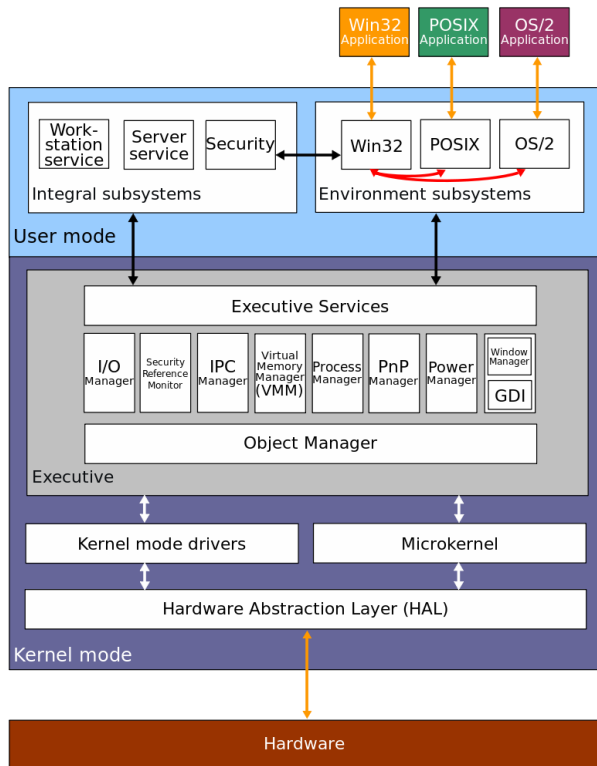 Win32
Application
POSIX
Application
OS/2
Application
Work-
station
service
Server
service
Security
Integral subsystems
Win32
POSIX
OS/2
Environment subsystems
User mode
Executive Services
I/O
Manager
Security
Reference
Monitor
IPC
Manager
Virtual
Memory
Manager
(VMM)
Process
Manager
PnP
Manager
Power
Manager
Window
Manager
GDI
Object Manager
Executive
Kernel mode drivers
Microkernel
Hardware Abstraction Layer (HAL)
Kernel mode
Hardware